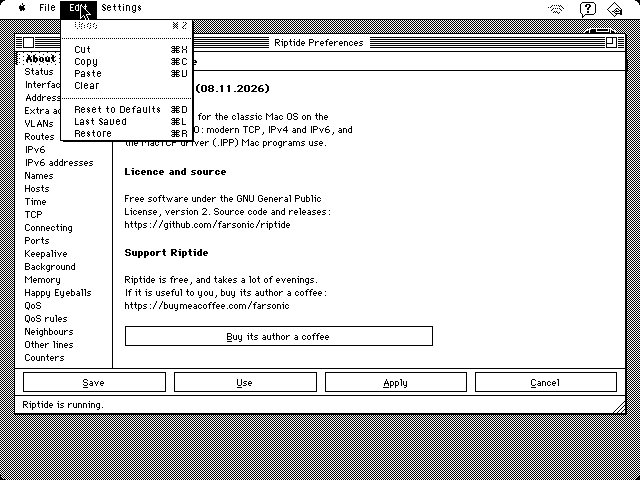 File Edit Settings
Undo ⌘Z
Cut ⌘X
Copy ⌘C
Paste ⌘V
Clear
Reset to Defaults ⌘D
Last Saved ⌘L
Restore ⌘R
Riptide Preferences
About
Status
Interfac
Address
Extra ad
VLANs
Routes
IPv6
IPv6 addresses
Names
Hosts
Time
TCP
Connecting
Ports
Keepalive
Background
Memory
Happy Eyeballs
QoS
QoS rules
Neighbours
Other lines
Counters
(08.11.2026)
for the classic Mac OS on the
O: modern TCP, IPv4 and IPv6, and
the MacTCP driver (.IPP) Mac programs use.
Licence and source
Free software under the GNU General Public
License, version 2. Source code and releases:
https://github.com/farsonic/riptide
Support Riptide
Riptide is free, and takes a lot of evenings.
If it is useful to you, buy its author a coffee:
https://buymeacoffee.com/farsonic
Buy its author a coffee
Save Use Apply Cancel
Riptide is running.